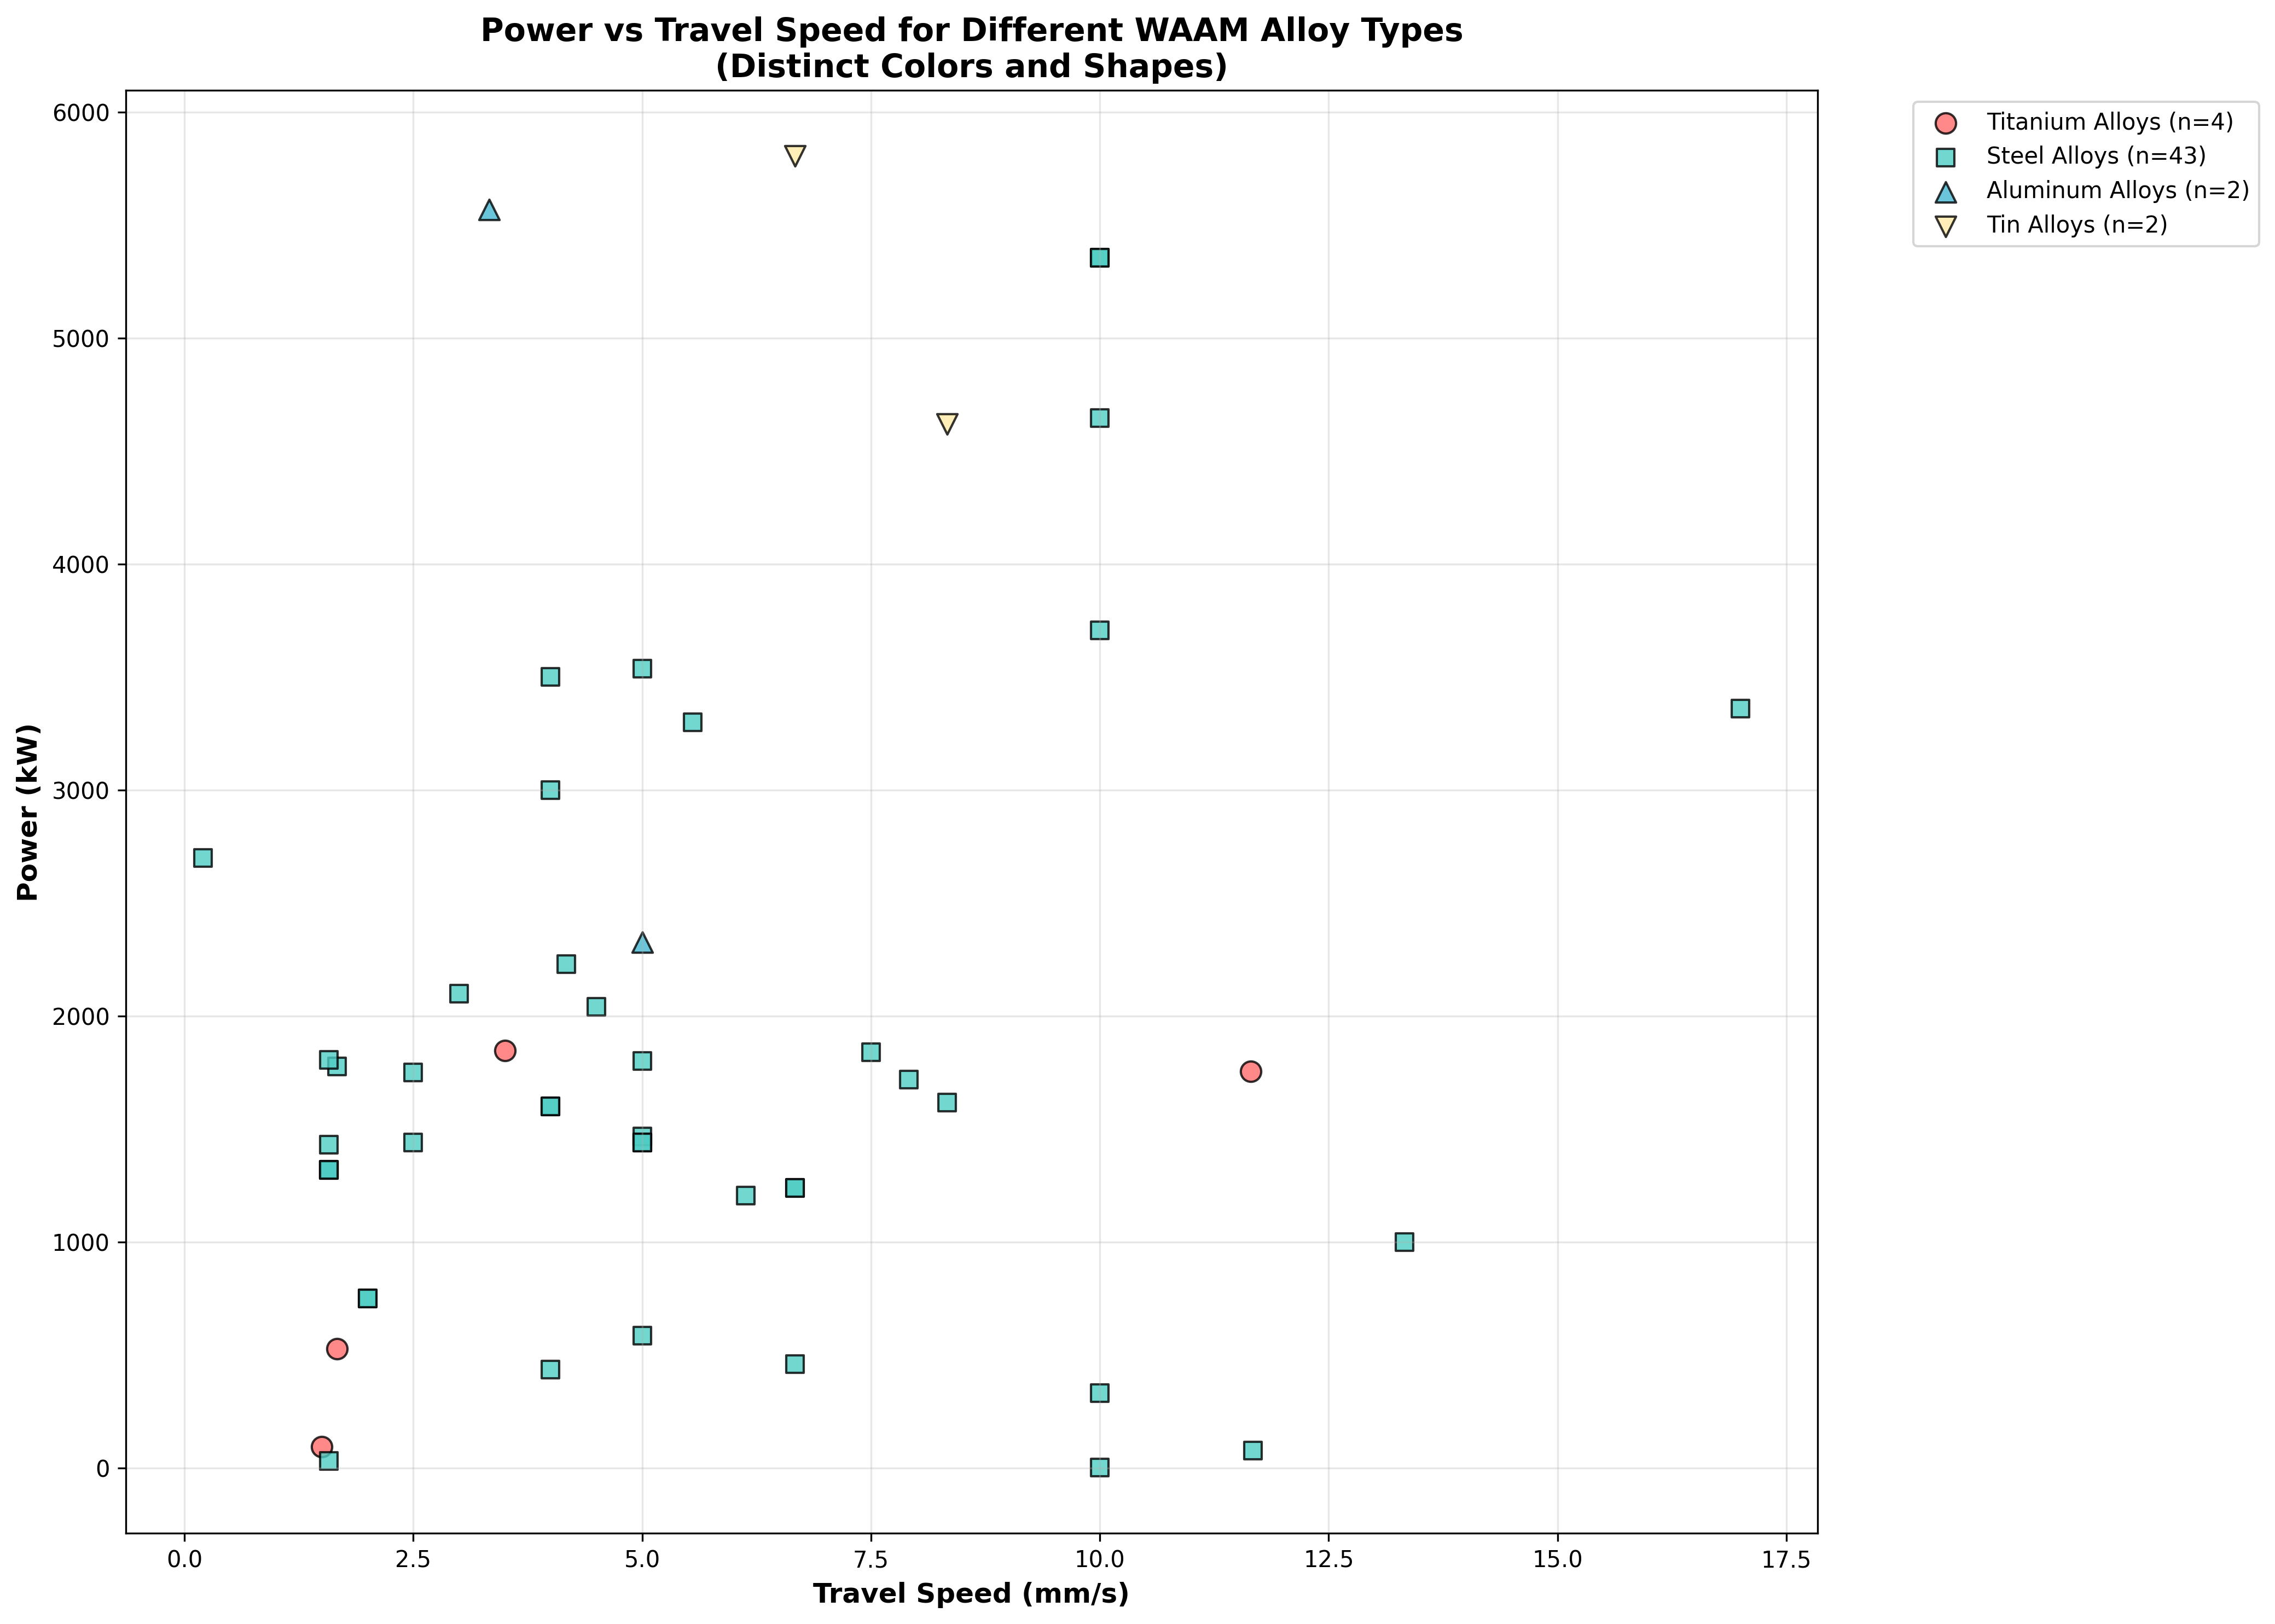 Power vs Travel Speed for Different WAAM Alloy Types
(Distinct Colors and Shapes)
Titanium Alloys (n=4)
Steel Alloys (n=43)
Aluminum Alloys (n=2)
Tin Alloys (n=2)
Power (kW)
6000
5000
4000
3000
2000
1000
0
0.0 2.5 5.0 7.5 10.0 12.5 15.0 17.5
Travel Speed (mm/s)